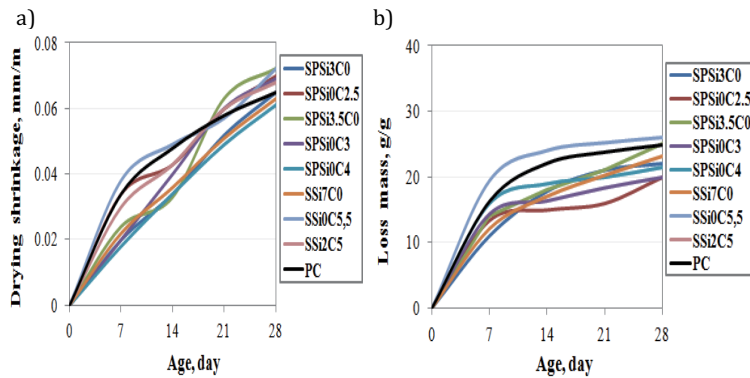 a)
Drying shrinkage, mm/m
0.08
0.06
0.04
0.02
0
0
7
14
21
28
Age, day
SPSi3C0
SPSi0C2.5
SPSi3.5C0
SPSi0C3
SPSi0C4
SSi7C0
SSi0C5,5
SSi2C5
PC
b)
Loss mass, g/g
40
30
20
10
0
0
7
14
21
28
Age, day
SPSi3C0
SPSi0C2.5
SPSi3.5C0
SPSi0C3
SPSi0C4
SSi7C0
SSi0C5,5
SSi2C5
PC